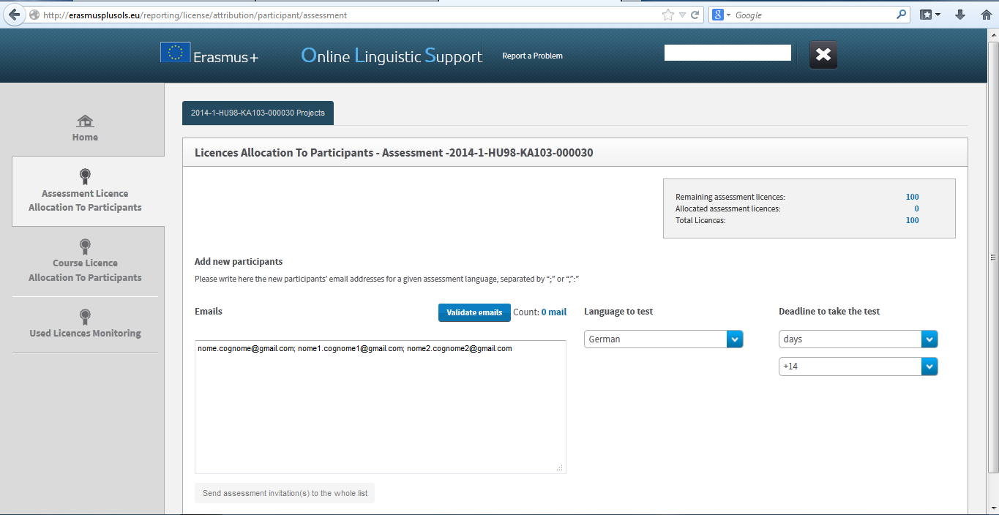 http://erasmusplusols.eu/reporting/license/attribution/participant/assessment
Google
Erasmus+
Online Linguistic Support
Report a Problem
Home
Assessment Licence
Allocation To Participants
Course Licence
Allocation To Participants
Used Licences Monitoring
2014-1-HU98-KA103-000030 Projects
Licences Allocation To Participants - Assessment -2014-1-HU98-KA103-000030
Remaining assessment licences: 100
Allocated assessment licences: 0
Total Licences: 100
Add new participants
Please write here the new participants' email addresses for a given assessment language, separated by “;” or “,”:”
Emails
Validate emails
Count: 0 mail
Language to test
Deadline to take the test
nome.cognome@gmail.com; nome1.cognome1@gmail.com; nome2.cognome2@gmail.com
German
days
+14
Send assessment invitation(s) to the whole list